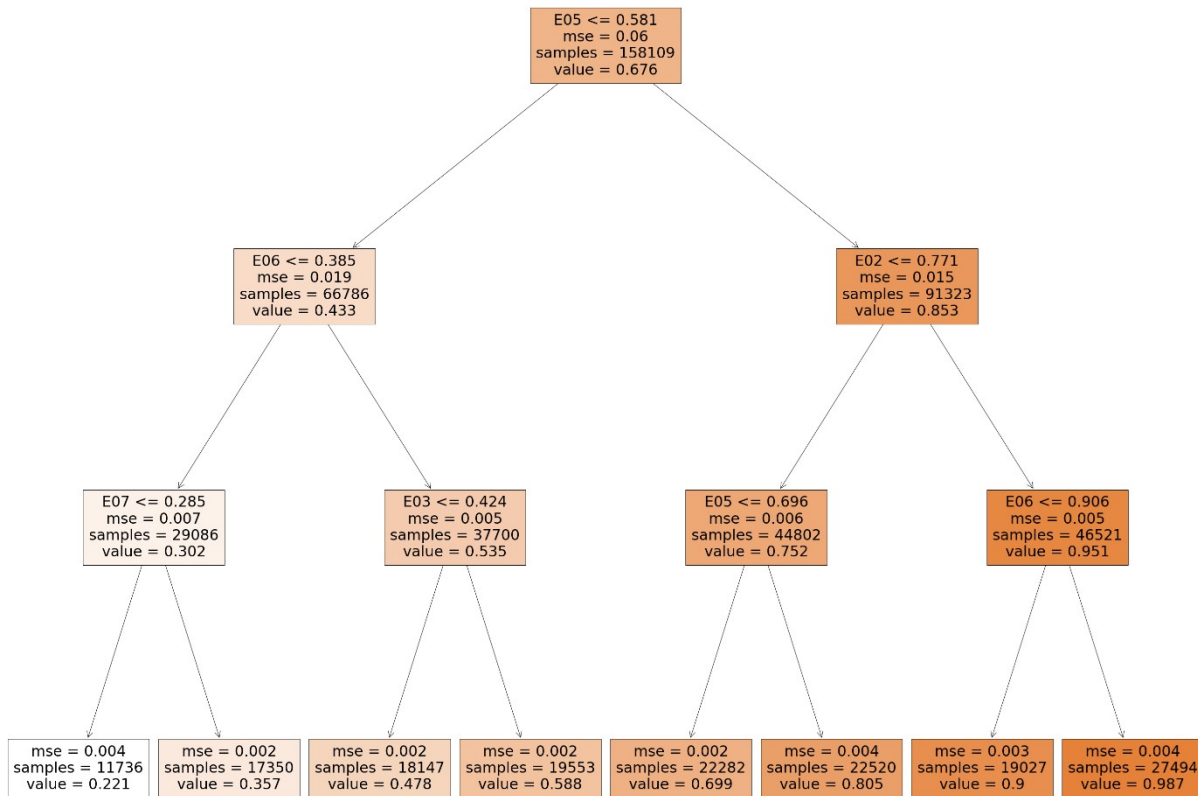 E05 <= 0.581
mse = 0.06
samples = 158109
value = 0.676
E06 <= 0.385
mse = 0.019
samples = 66786
value = 0.433
E02 <= 0.771
mse = 0.015
samples = 91323
value = 0.853
E07 <= 0.285
mse = 0.007
samples = 29086
value = 0.302
E03 <= 0.424
mse = 0.005
samples = 37700
value = 0.535
E05 <= 0.696
mse = 0.006
samples = 44802
value = 0.752
E06 <= 0.906
mse = 0.005
samples = 46521
value = 0.951
mse = 0.004
samples = 11736
value = 0.221
mse = 0.002
samples = 17350
value = 0.357
mse = 0.002
samples = 18147
value = 0.478
mse = 0.002
samples = 19553
value = 0.588
mse = 0.002
samples = 22282
value = 0.699
mse = 0.004
samples = 22520
value = 0.805
mse = 0.003
samples = 19027
value = 0.9
mse = 0.004
samples = 27494
value = 0.987